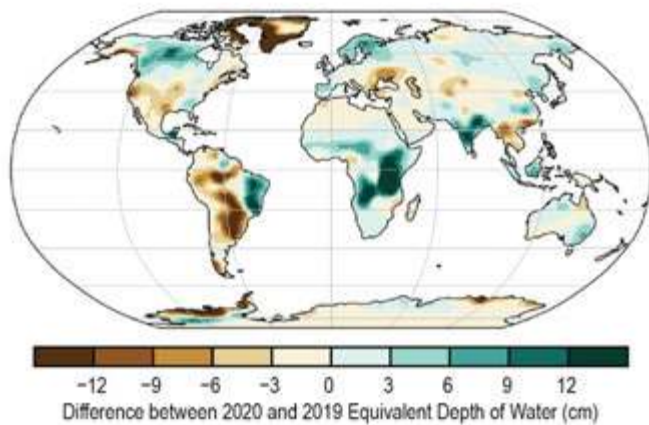 −12 −9 −6 −3 0 3 6 9 12
Difference between 2020 and 2019 Equivalent Depth of Water (cm)